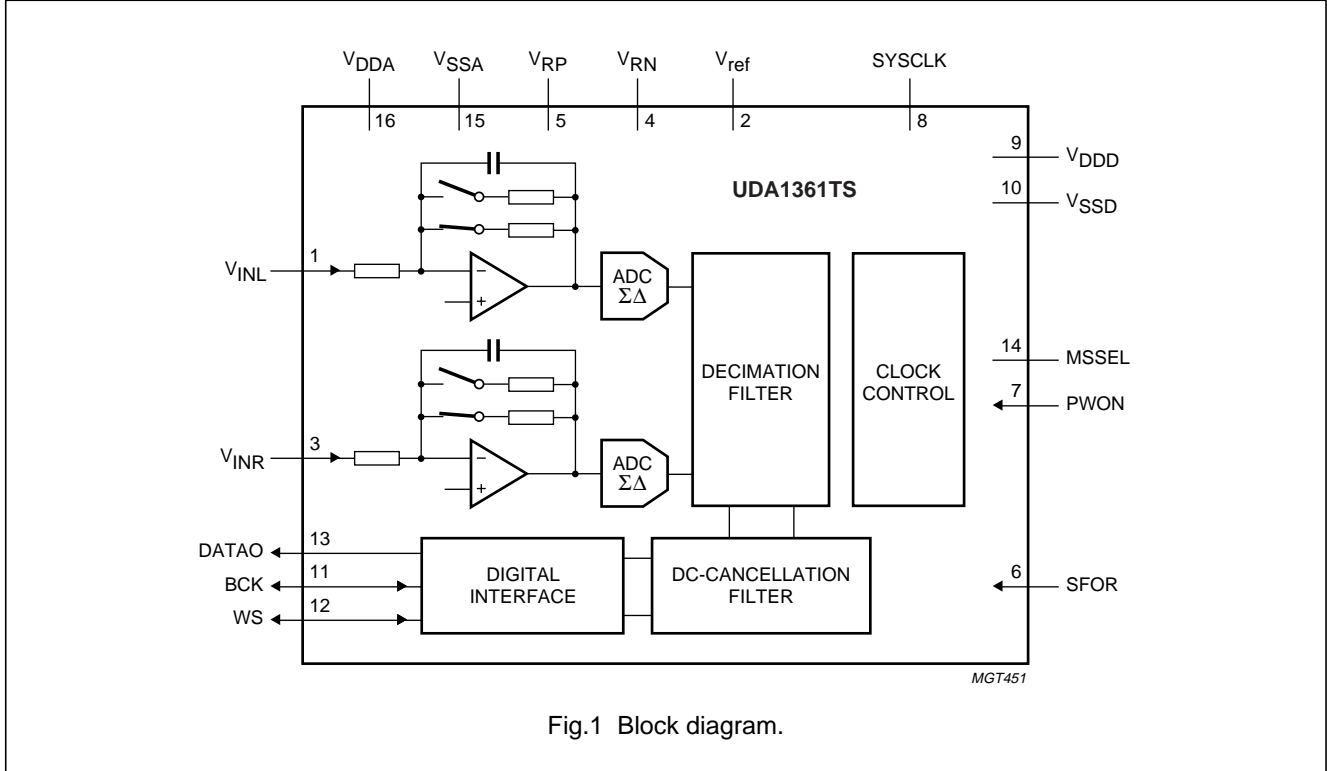 VDDA VSSA VRP VRN Vref SYSCLK
16 15 5 4 2 8
9 VDDD
UDA1361TS
10 VSSD
VINL 1
−
+
ADC
ΣΔ
DECIMATION
FILTER
CLOCK
CONTROL
14 MSSEL
7 PWON
VINR 3
−
+
ADC
ΣΔ
DATAO 13
BCK 11
WS 12
DIGITAL
INTERFACE
DC-CANCELLATION
FILTER
6 SFOR
MGT451
Fig.1 Block diagram.